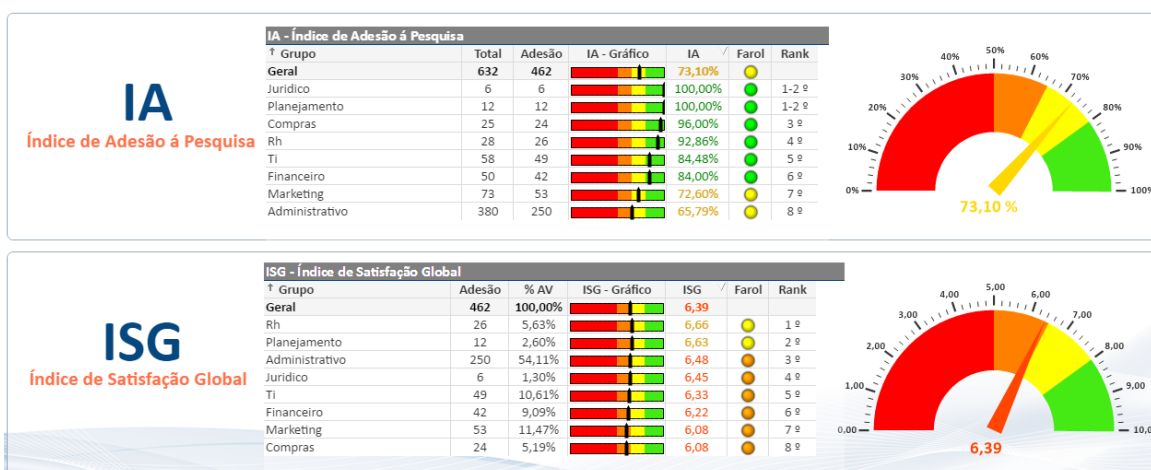 IA
Índice de Adesão á Pesquisa
IA - Índice de Adesão á Pesquisa
↑ Grupo Total Adesão IA - Gráfico IA Farol Rank
Geral 632 462 73,10%
Juridico 6 6 100,00% 1-2 º
Planejamento 12 12 100,00% 1-2 º
Compras 25 24 96,00% 3 º
Rh 28 26 92,86% 4 º
Ti 58 49 84,48% 5 º
Financeiro 50 42 84,00% 6 º
Marketing 73 53 72,60% 7 º
Administrativo 380 250 65,79% 8 º
0% 10% 20% 30% 40% 50% 60% 70% 80% 90% 100%
73,10 %
ISG
Índice de Satisfação Global
ISG - Índice de Satisfação Global
↑ Grupo Adesão % AV ISG - Gráfico ISG Farol Rank
Geral 462 100,00% 6,39
Rh 26 5,63% 6,66 1 º
Planejamento 12 2,60% 6,63 2 º
Administrativo 250 54,11% 6,48 3 º
Juridico 6 1,30% 6,45 4 º
Ti 49 10,61% 6,33 5 º
Financeiro 42 9,09% 6,22 6 º
Marketing 53 11,47% 6,08 7 º
Compras 24 5,19% 6,08 8 º
0,00 1,00 2,00 3,00 4,00 5,00 6,00 7,00 8,00 9,00 10,0
6,39